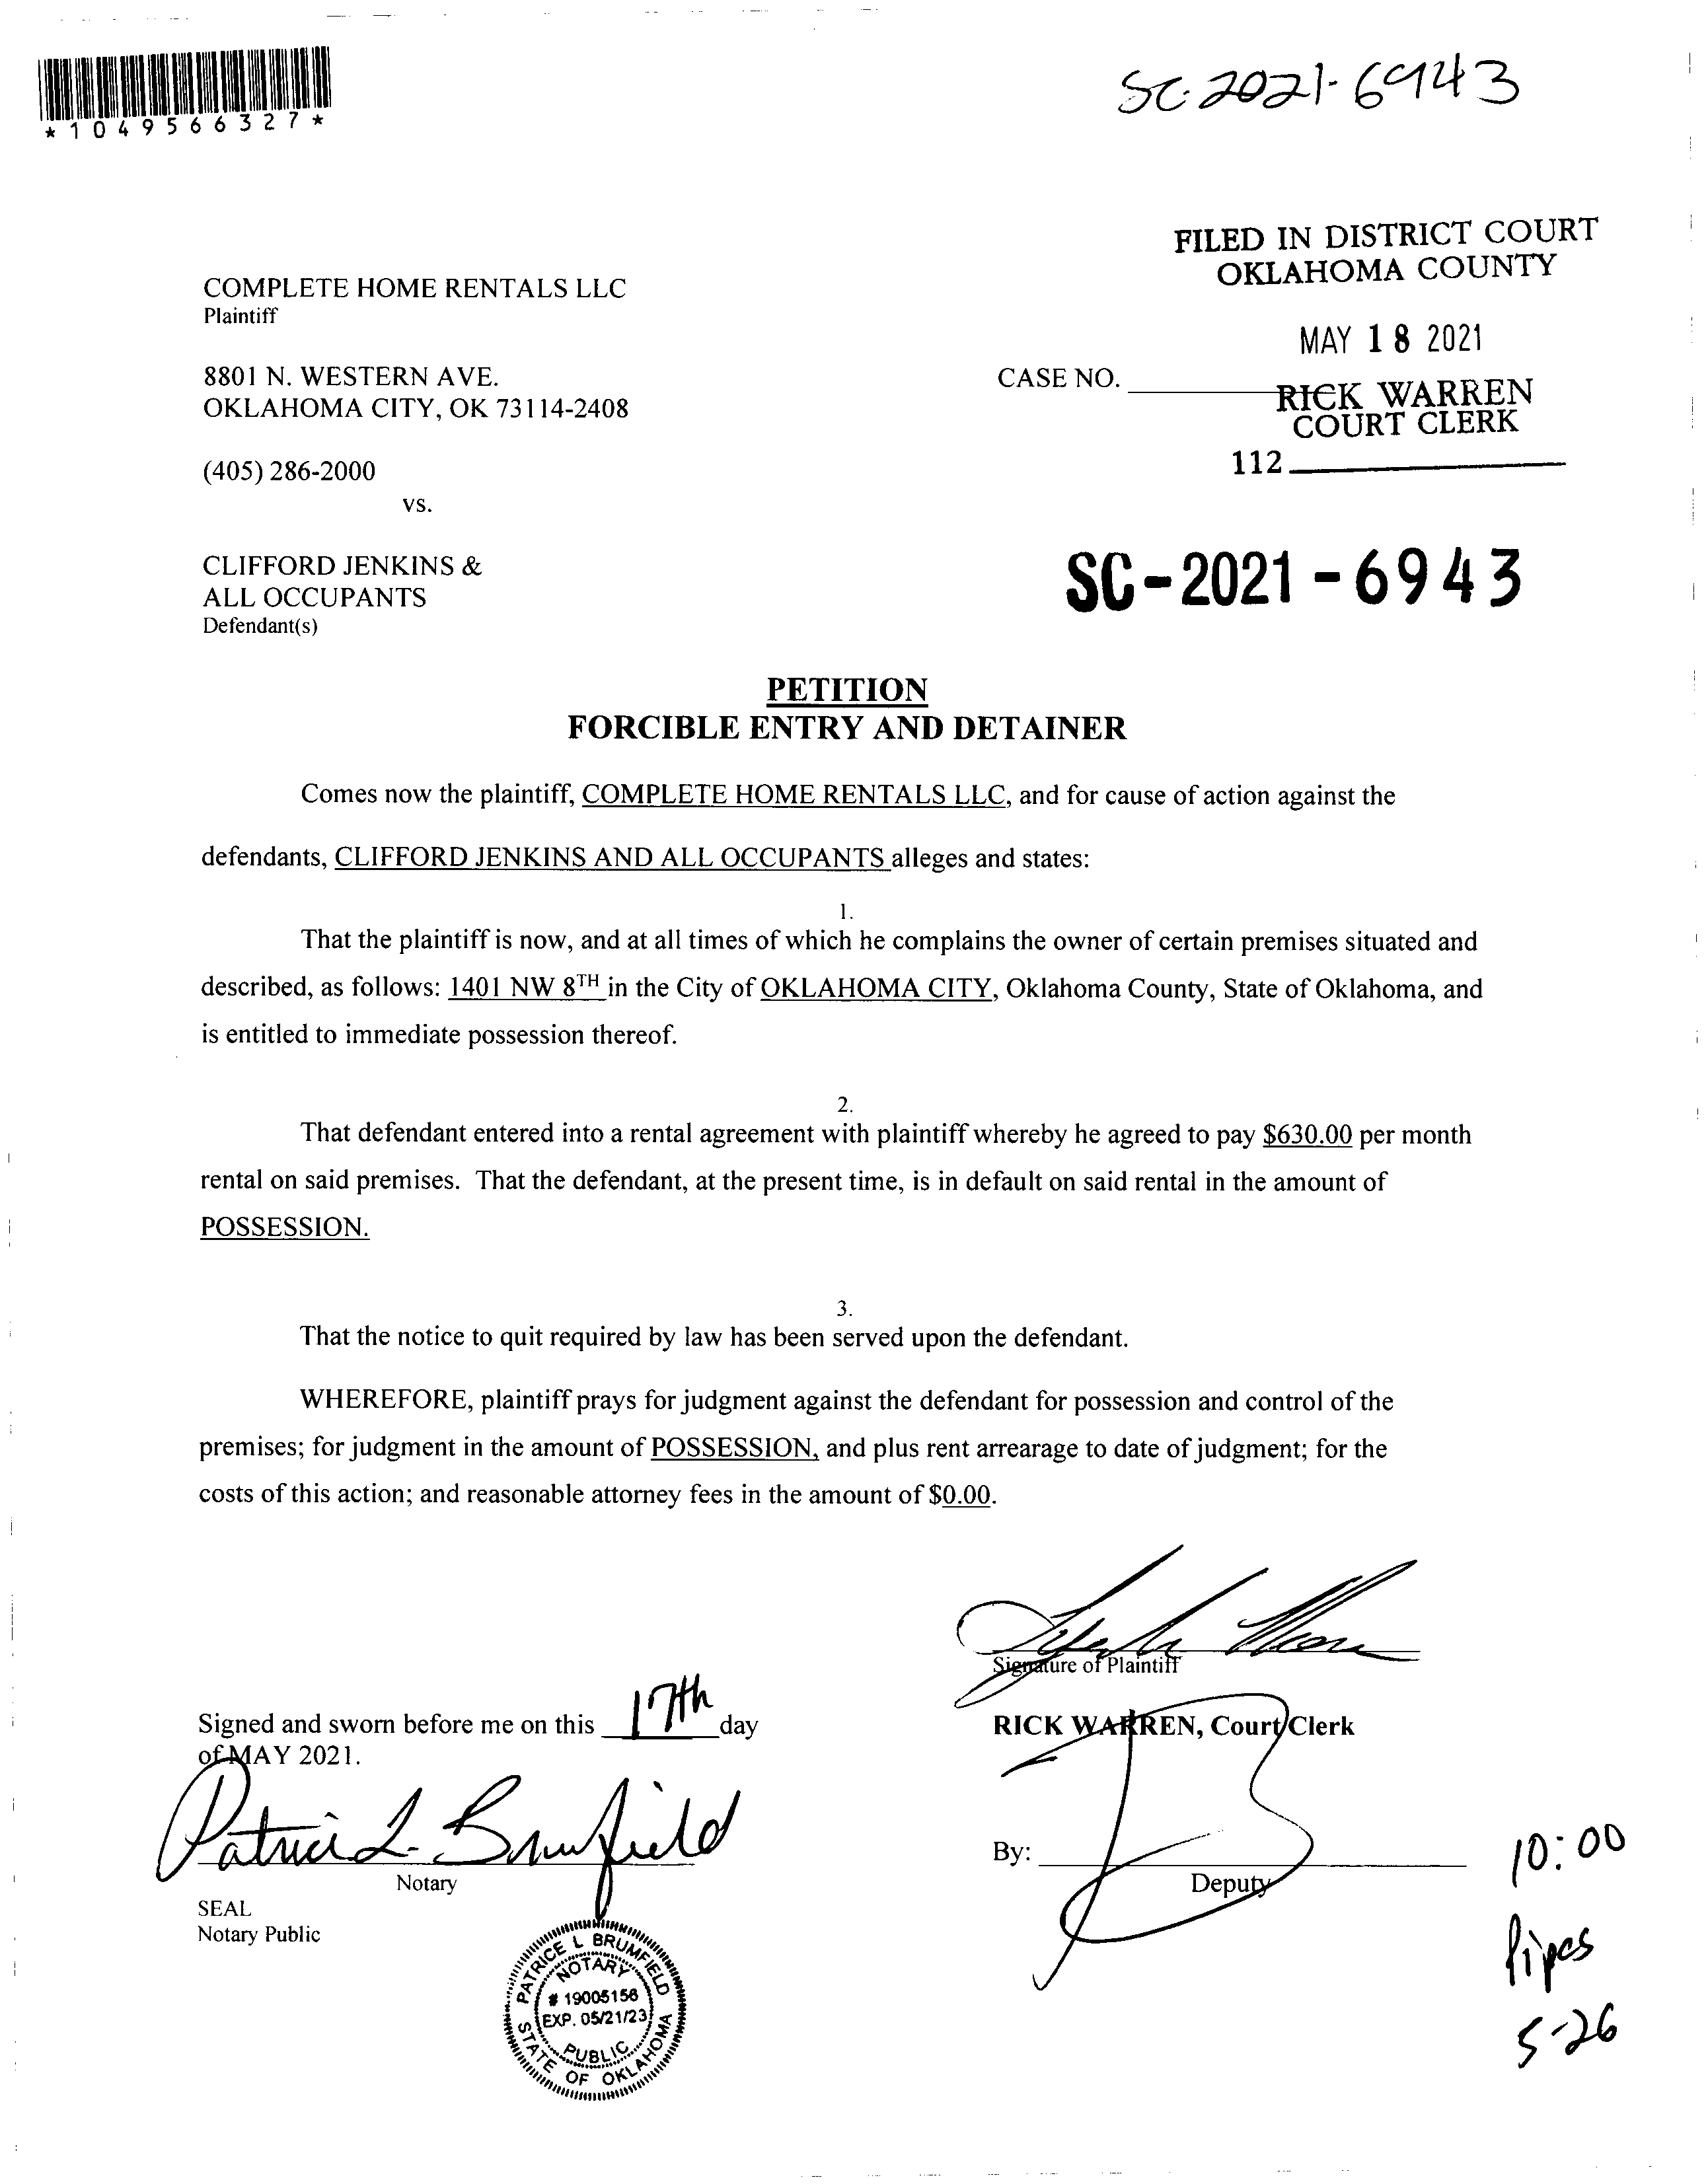 SC-2021-6943
*1049566327*
FILED IN DISTRICT COURT
OKLAHOMA COUNTY
COMPLETE HOME RENTALS LLC
Plaintiff
MAY 18 2021
8801 N. WESTERN AVE.
OKLAHOMA CITY, OK 73114-2408
CASE NO.
RICK WARREN
COURT CLERK
112
(405) 286-2000
vs.
CLIFFORD JENKINS &
ALL OCCUPANTS
Defendant(s)
SC-2021-6943
PETITION
FORCIBLE ENTRY AND DETAINER
Comes now the plaintiff, COMPLETE HOME RENTALS LLC, and for cause of action against the
defendants, CLIFFORD JENKINS AND ALL OCCUPANTS alleges and states:
1.
That the plaintiff is now, and at all times of which he complains the owner of certain premises situated and
described, as follows: 1401 NW 8TH in the City of OKLAHOMA CITY, Oklahoma County, State of Oklahoma, and
is entitled to immediate possession thereof.
2.
That defendant entered into a rental agreement with plaintiff whereby he agreed to pay $630.00 per month
rental on said premises. That the defendant, at the present time, is in default on said rental in the amount of
POSSESSION.
3.
That the notice to quit required by law has been served upon the defendant.
WHEREFORE, plaintiff prays for judgment against the defendant for possession and control of the
premises; for judgment in the amount of POSSESSION, and plus rent arrearage to date of judgment; for the
costs of this action; and reasonable attorney fees in the amount of $0.00.
Signature of Plaintiff
Signed and sworn before me on this 17th day
of MAY 2021.
RICK WARREN, Court Clerk
Patrice L. Brumfield
Notary
By:
Deputy
SEAL
Notary Public
PATRICE L BRUMFIELD
NOTARY
# 19005156
EXP. 05/21/23
PUBLIC
STATE OF OKLAHOMA
10:00
Pipes
5-26